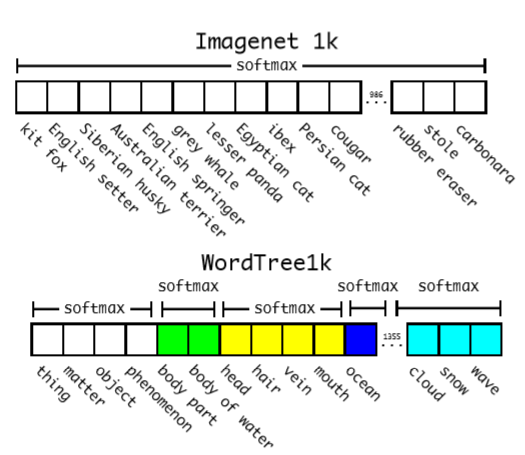 Imagenet 1k
softmax
986
...
kit fox
English setter
Siberian husky
Australian terrier
English springer
grey whale
lesser panda
Egyptian cat
ibex
Persian cat
cougar
rubber eraser
stole
carbonara
WordTree1k
softmax
softmax
softmax
softmax
softmax
1355
...
thing
matter
object
phenomenon
body part
body of water
head
hair
vein
mouth
ocean
cloud
snow
wave